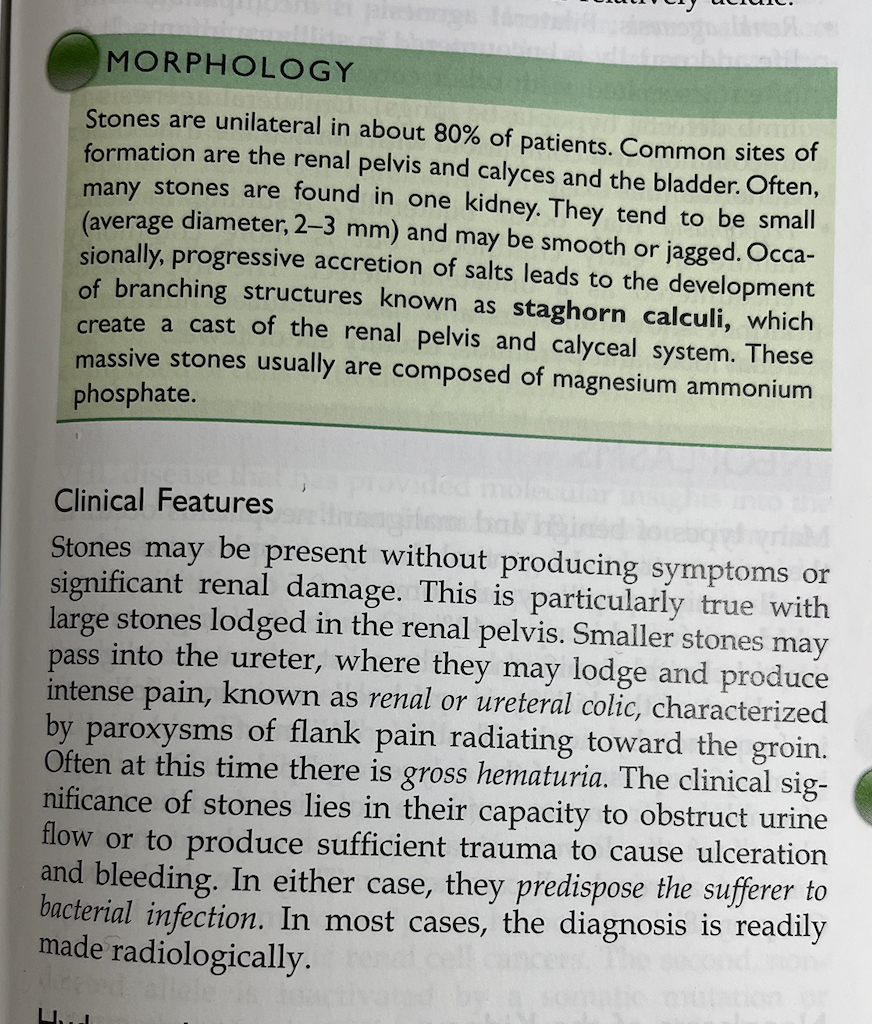 relatively acidic.
MORPHOLOGY
Stones are unilateral in about 80% of patients. Common sites of
formation are the renal pelvis and calyces and the bladder. Often,
many stones are found in one kidney. They tend to be small
(average diameter, 2–3 mm) and may be smooth or jagged. Occa-
sionally, progressive accretion of salts leads to the development
of branching structures known as staghorn calculi, which
create a cast of the renal pelvis and calyceal system. These
massive stones usually are composed of magnesium ammonium
phosphate.
Clinical Features
Stones may be present without producing symptoms or
significant renal damage. This is particularly true with
large stones lodged in the renal pelvis. Smaller stones may
pass into the ureter, where they may lodge and produce
intense pain, known as renal or ureteral colic, characterized
by paroxysms of flank pain radiating toward the groin.
Often at this time there is gross hematuria. The clinical sig-
nificance of stones lies in their capacity to obstruct urine
flow or to produce sufficient trauma to cause ulceration
and bleeding. In either case, they predispose the sufferer to
bacterial infection. In most cases, the diagnosis is readily
made radiologically.